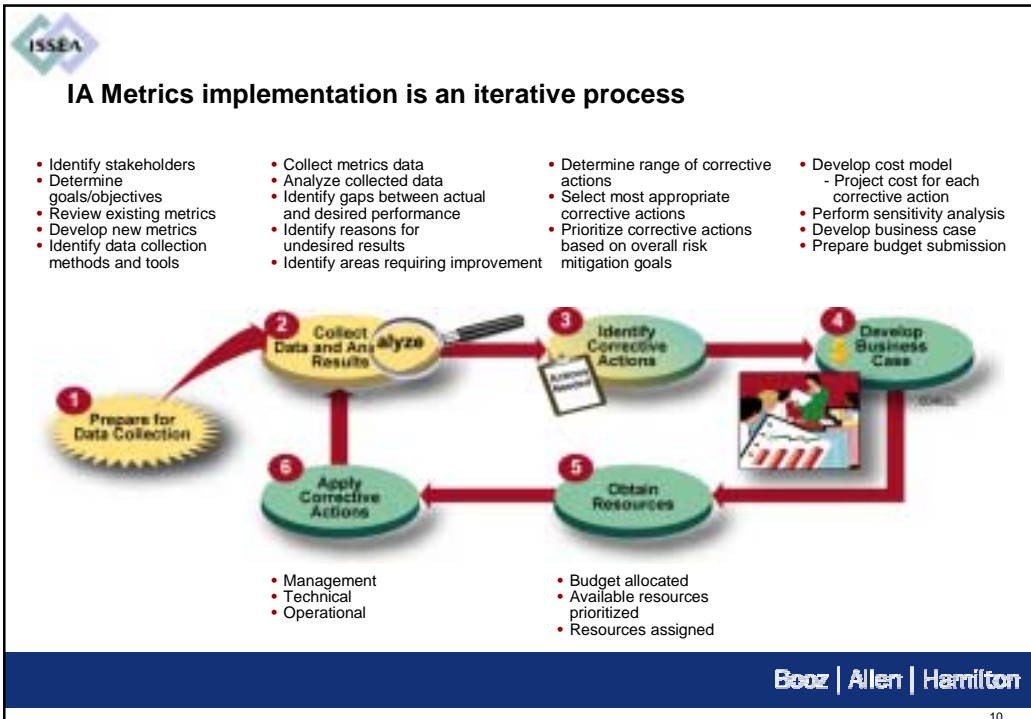 ISSEA
IA Metrics implementation is an iterative process
• Identify stakeholders
• Determine
goals/objectives
• Review existing metrics
• Develop new metrics
• Identify data collection
methods and tools
• Collect metrics data
• Analyze collected data
• Identify gaps between actual
and desired performance
• Identify reasons for
undesired results
• Identify areas requiring improvement
• Determine range of corrective
actions
• Select most appropriate
corrective actions
• Prioritize corrective actions
based on overall risk
mitigation goals
• Develop cost model
- Project cost for each
corrective action
• Perform sensitivity analysis
• Develop business case
• Prepare budget submission
1
Prepare for
Data Collection
2
Collect
Data and Analyze
Results
3
Identify
Corrective
Actions
Actions
Needed
4
Develop
Business
Case
5
Obtain
Resources
6
Apply
Corrective
Actions
• Management
• Technical
• Operational
• Budget allocated
• Available resources
prioritized
• Resources assigned
Booz | Allen | Hamilton
10